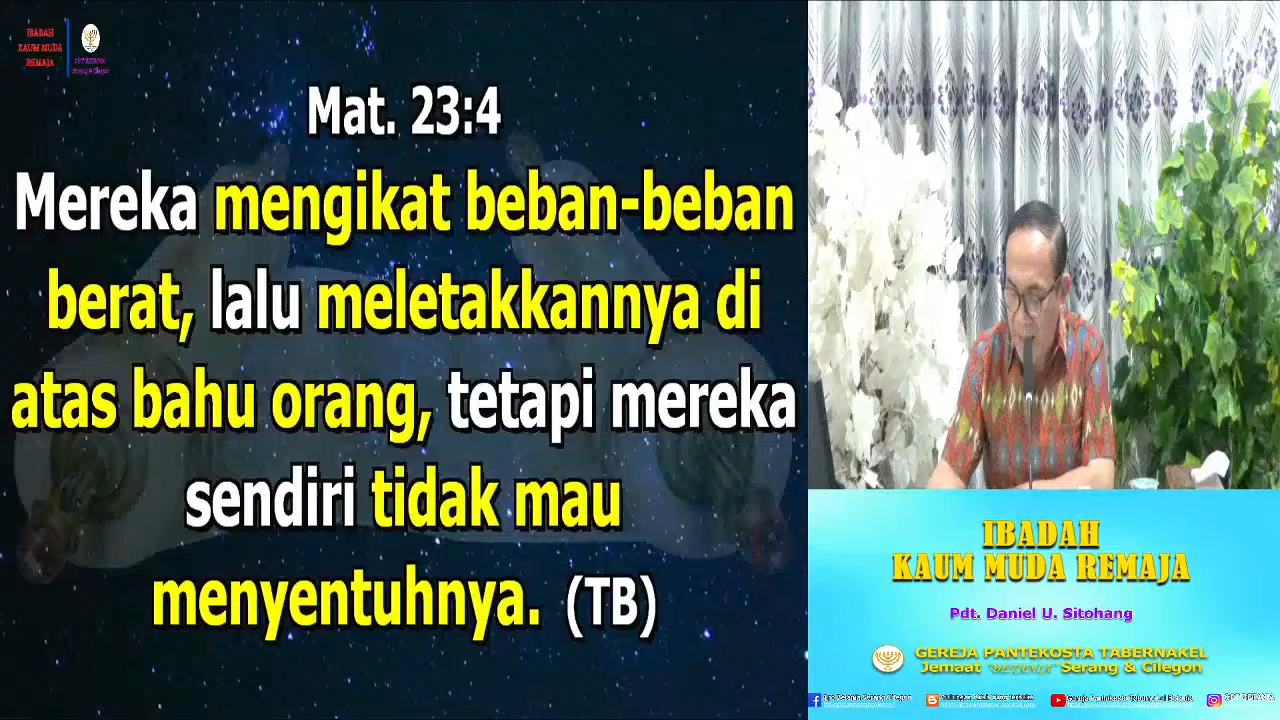 IBADAH
KAUM MUDA
REMAJA
Mat. 23:4
Mereka mengikat beban-beban
berat, lalu meletakkannya di
atas bahu orang, tetapi mereka
sendiri tidak mau
menyentuhnya. (TB)
IBADAH
KAUM MUDA REMAJA
Pdt. Daniel U. Sitohang
GEREJA PANTEKOSTA TABERNAKEL
Jemaat "BETANIA" Serang & Cilegon